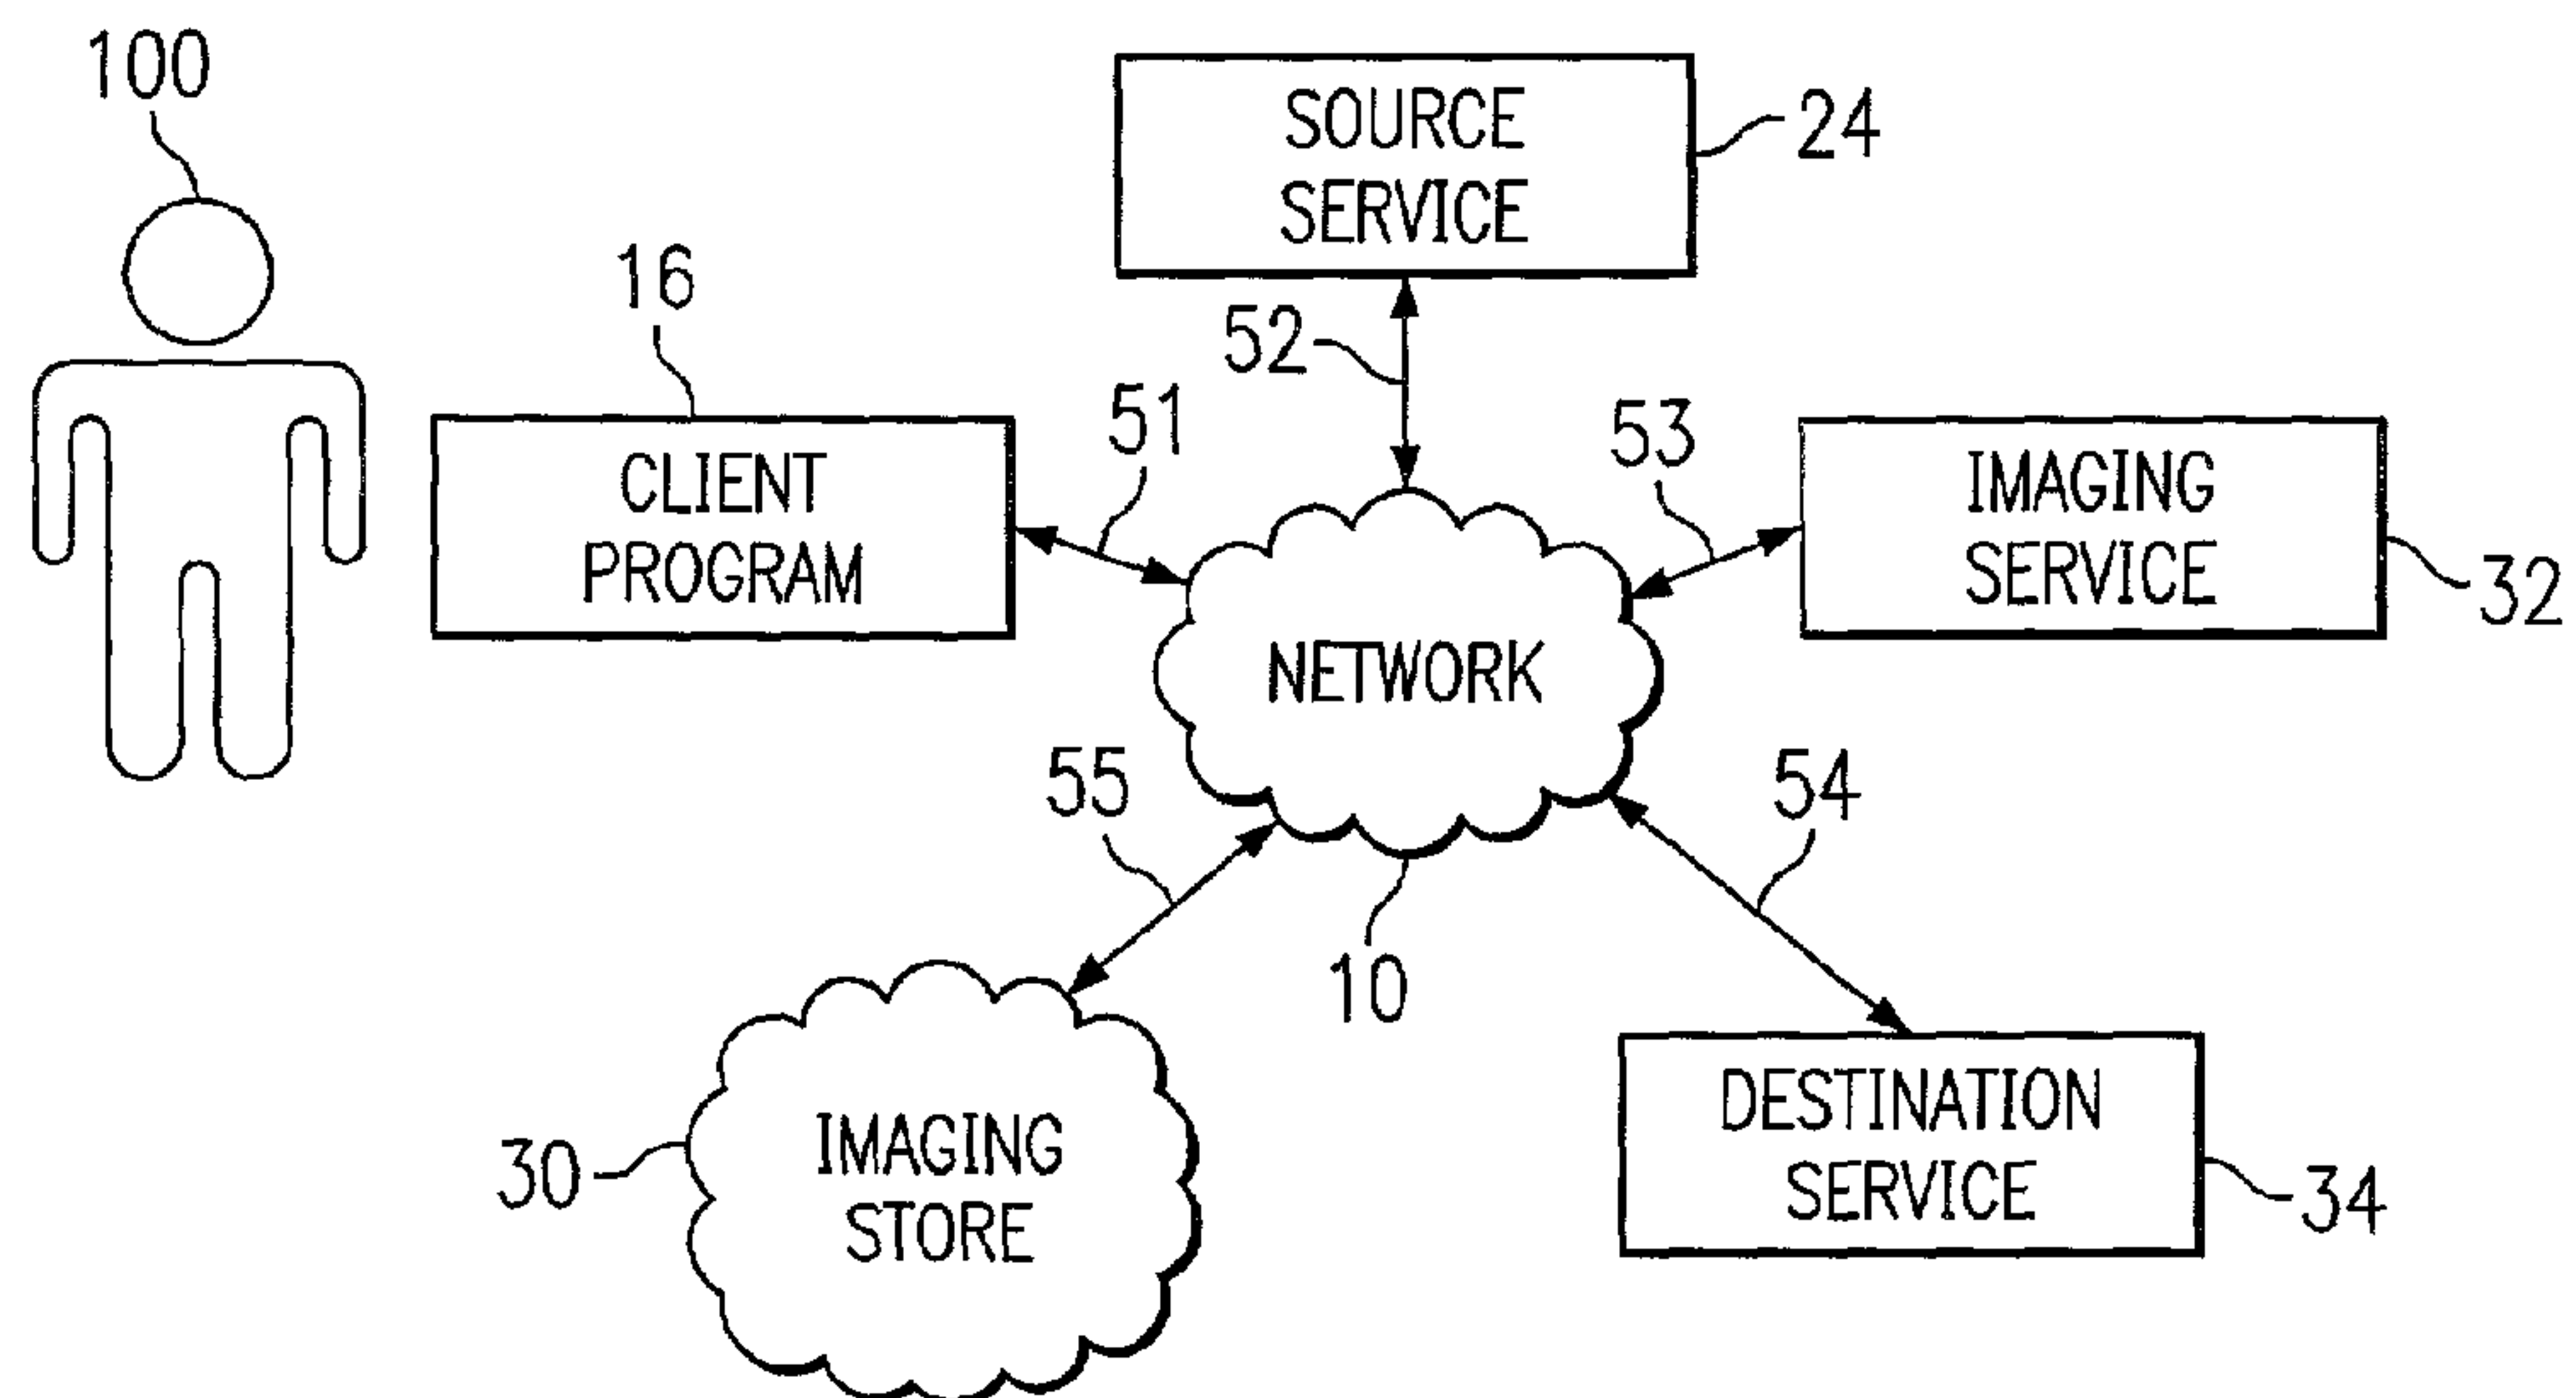 100
SOURCE
SERVICE
24
16
52
CLIENT
PROGRAM
51
53
IMAGING
SERVICE
32
NETWORK
55
54
10
IMAGING
STORE
30
DESTINATION
SERVICE
34